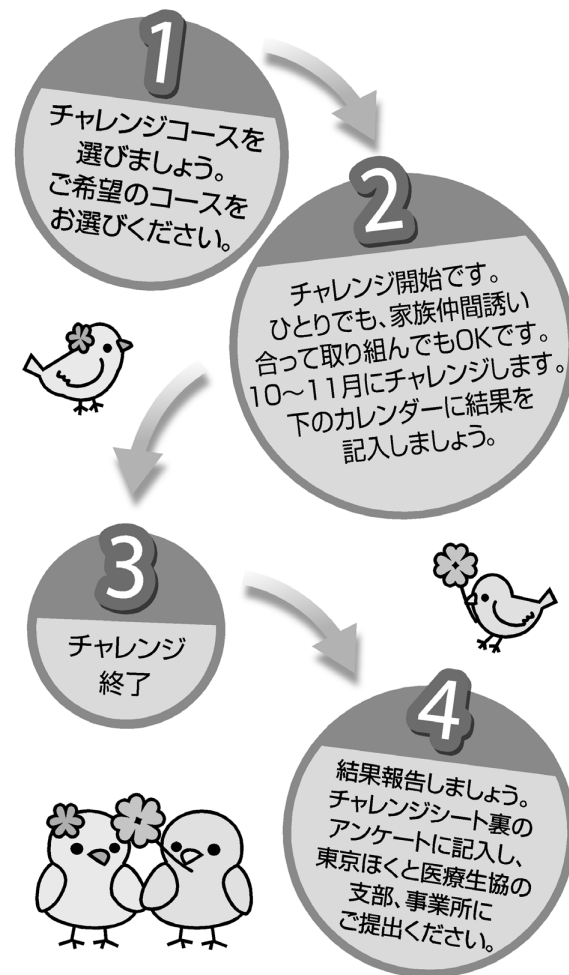 1
チャレンジコースを
選びましょう。
ご希望のコースを
お選びください。
2
チャレンジ開始です。
ひとりでも、家族仲間誘い
合って取り組んでもOKです。
10〜11月にチャレンジします。
下のカレンダーに結果を
記入しましょう。
3
チャレンジ
終了
4
結果報告しましょう。
チャレンジシート裏の
アンケートに記入し、
東京ほくと医療生協の
支部、事業所に
ご提出ください。